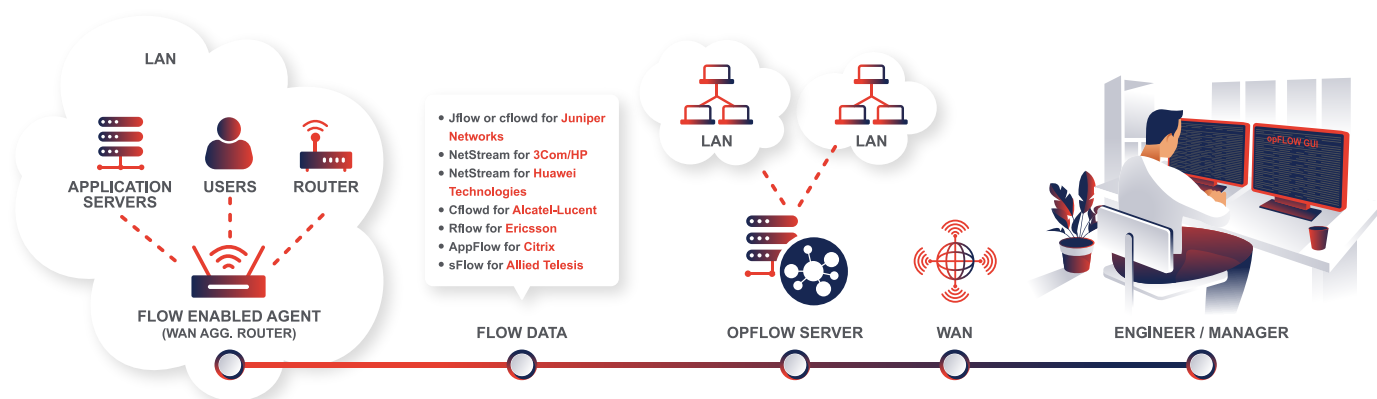 LAN
APPLICATION
SERVERS
USERS
ROUTER
FLOW ENABLED AGENT
(WAN AGG. ROUTER)
• Jflow or cflowd for Juniper
Networks
• NetStream for 3Com/HP
• NetStream for Huawei
Technologies
• Cflowd for Alcatel-Lucent
• Rflow for Ericsson
• AppFlow for Citrix
• sFlow for Allied Telesis
FLOW DATA
LAN
LAN
OPFLOW SERVER
WAN
opFLOW GUI
ENGINEER / MANAGER